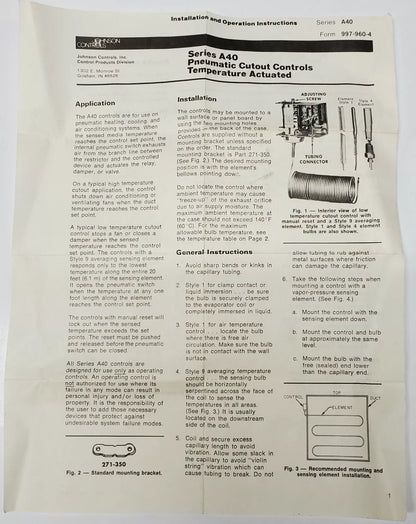 Installation and Operation Instructions
Series A40
JOHNSON CONTROLS
Form 997-960-4
Johnson Controls, Inc.
Control Products Division
1302 E. Monroe St.
Goshen, IN 46526
Series A40
Pneumatic Cutout Controls
Temperature Actuated
Application
The A40 controls are for use on
pneumatic heating, cooling, and
air conditioning systems. When
the sensed media temperature
reaches the control set point, the
internal pneumatic switch exhausts
air from the branch line between
the restrictor and the controlled
device and actuates the relay,
damper, or valve.
On a typical high temperature
cutout application, the control
shuts down air conditioning or
ventilating fans when the duct
temperature reaches the control
set point.
A typical low temperature cutout
control stops a fan or closes a
damper when the sensed
temperature reaches the control
set point. The controls with a
Style 9 averaging sensing element
responds only to the lowest
temperature along the entire 20
feet (6.1 m) of the sensing element.
It opens the pneumatic switch
when the temperature at any one
foot length along the element
reaches the control set point.
The controls with manual reset will
lock out when the sensed
temperature exceeds the set
points. The reset must be pushed
and released before the pneumatic
switch can be closed.
All Series A40 controls are
designed for use only as operating
controls. An operating control is
not authorized for use where its
failure in any mode can result in
personal injury and/or loss of
property. It is the responsibility of
the user to add those necessary
devices that protect against
undesirable system failure modes.
271-350
Fig. 2 — Standard mounting bracket.
Installation
The controls may be mounted to a
wall surface or panel board by
using the two mounting holes
provided in the back of the case.
Controls are supplied without a
mounting bracket unless specified
on the order. The standard
mounting bracket is Part 271-350.
(See Fig. 2.) The desired mounting
position is with the element's
bellows pointing down.
Do not locate the control where
ambient temperature may cause
"freeze-up" of the exhaust orifice
due to air supply moisture. The
maximum ambient temperature at
the case should not exceed 140°F
(60°C). For the maximum
allowable bulb temperature, see
the temperature table on Page 2.
General Instructions
1. Avoid sharp bends or kinks in
the capillary tubing.
2. Style 1 for clamp contact or
liquid immersion . . . be sure
the bulb is securely clamped
to the evaporator coil or
completely immersed in liquid.
3. Style 1 for air temperature
control . . . locate the bulb
where there is free air
circulation. Make sure the bulb
is not in contact with the wall
surface.
4. Style 9 averaging temperature
control . . . the sensing bulb
should be horizontally
serpentined across the face of
the coil to sense the
temperatures in all areas.
(See Fig. 3.) It is usually
located on the downstream
side of the coil.
5. Coil and secure excess
capillary length to avoid
vibration. Allow some slack in
the capillary to avoid "violin
string" vibration which can
cause tubing to break. Do not
ADJUSTING
SCREW
Element
Style 1
Style 4
Element
TUBING
CONNECTOR
Fig. 1 — Interior view of low
temperature cutout control with
manual reset and a Style 9 averaging
element. Style 1 and Style 4 element
bulbs are also shown.
allow tubing to rub against
metal surfaces where friction
can damage the capillary.
6. Take the following steps when
mounting a control with a
vapor-pressure sensing
element. (See Fig. 4.)
a. Mount the control with the
sensing element down.
b. Mount the control and bulb
at approximately the same
level.
c. Mount the bulb with the
free (sealed) end lower
than the capillary end.
CONTROL
TOP
DUCT
ELEMENT
Fig. 3 — Recommended mounting and
sensing element installation.
1